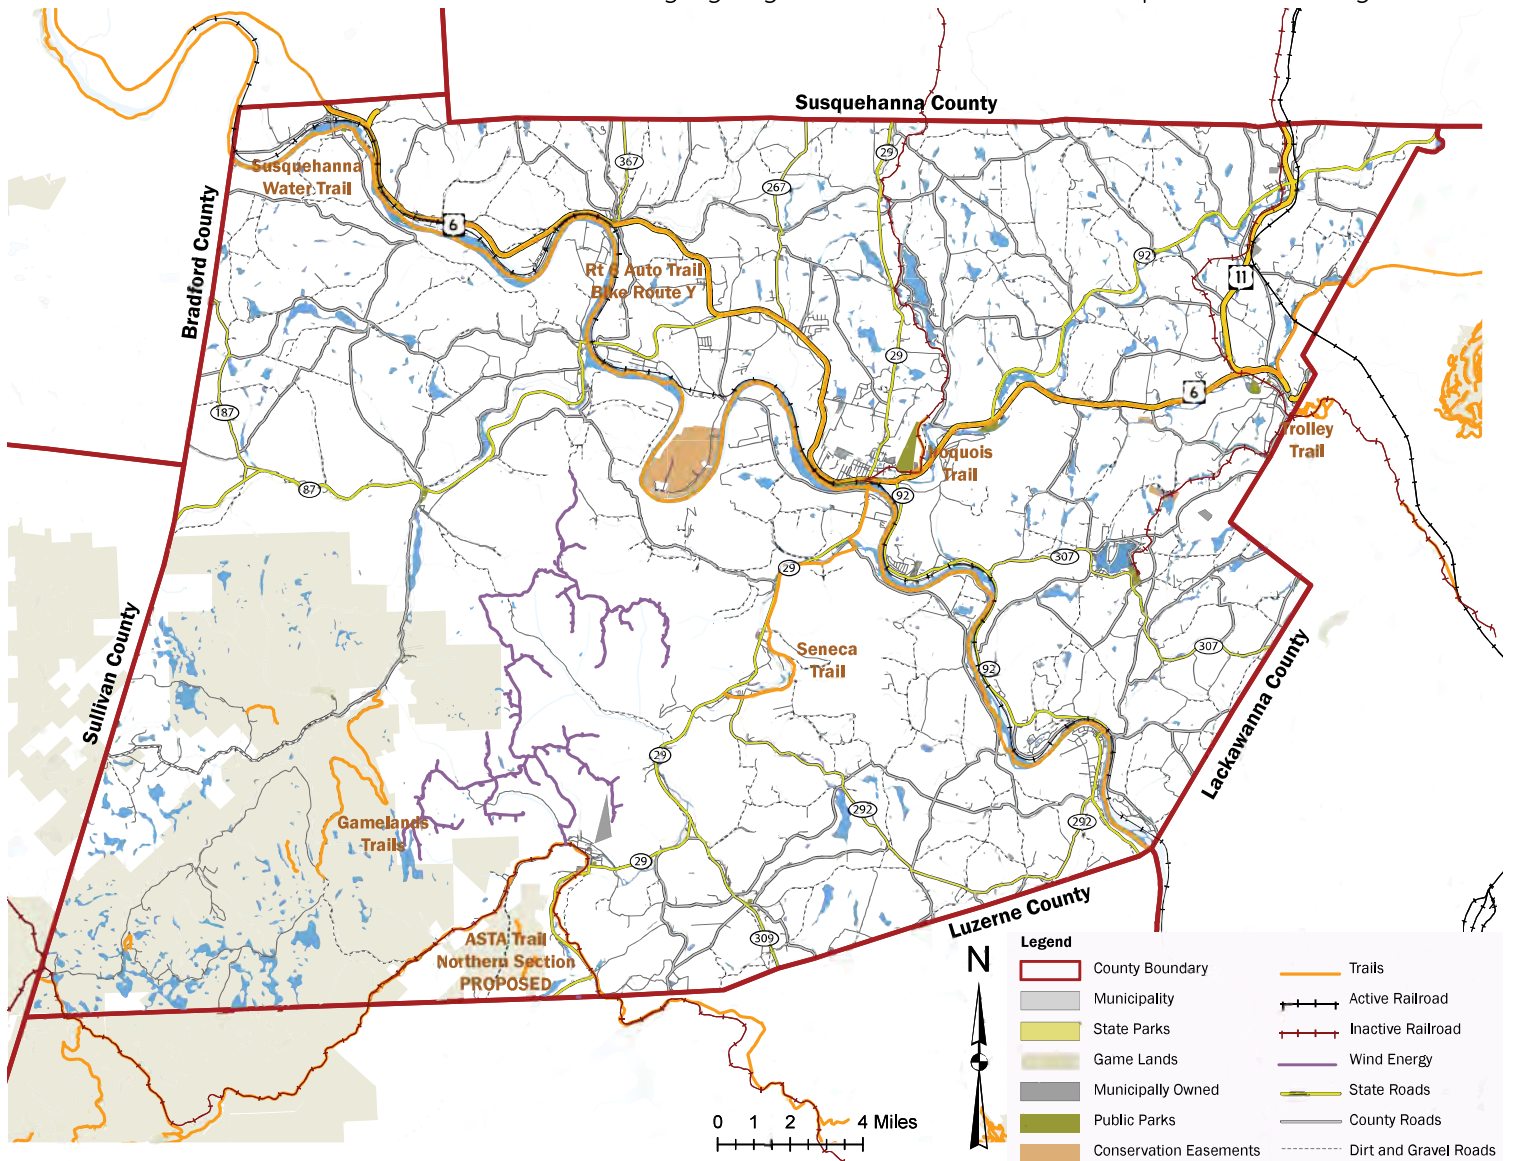 Susquehanna County
29
367
267
Susquehanna
Water Trail
6
92
Bradford County
Rt 6 Auto Trail
Bike Route Y
11
29
6
187
Trolley
Trail
Iroquois
Trail
87
92
307
29
Sullivan County
Seneca
Trail
92
307
Lackawanna County
29
292
292
Gamelands
Trails
29
Luzerne County
309
ASTA Trail
Northern Section
PROPOSED
N
Legend
County Boundary
Municipality
State Parks
Game Lands
Municipally Owned
Public Parks
Conservation Easements
Trails
Active Railroad
Inactive Railroad
Wind Energy
State Roads
County Roads
Dirt and Gravel Roads
0 1 2 4 Miles